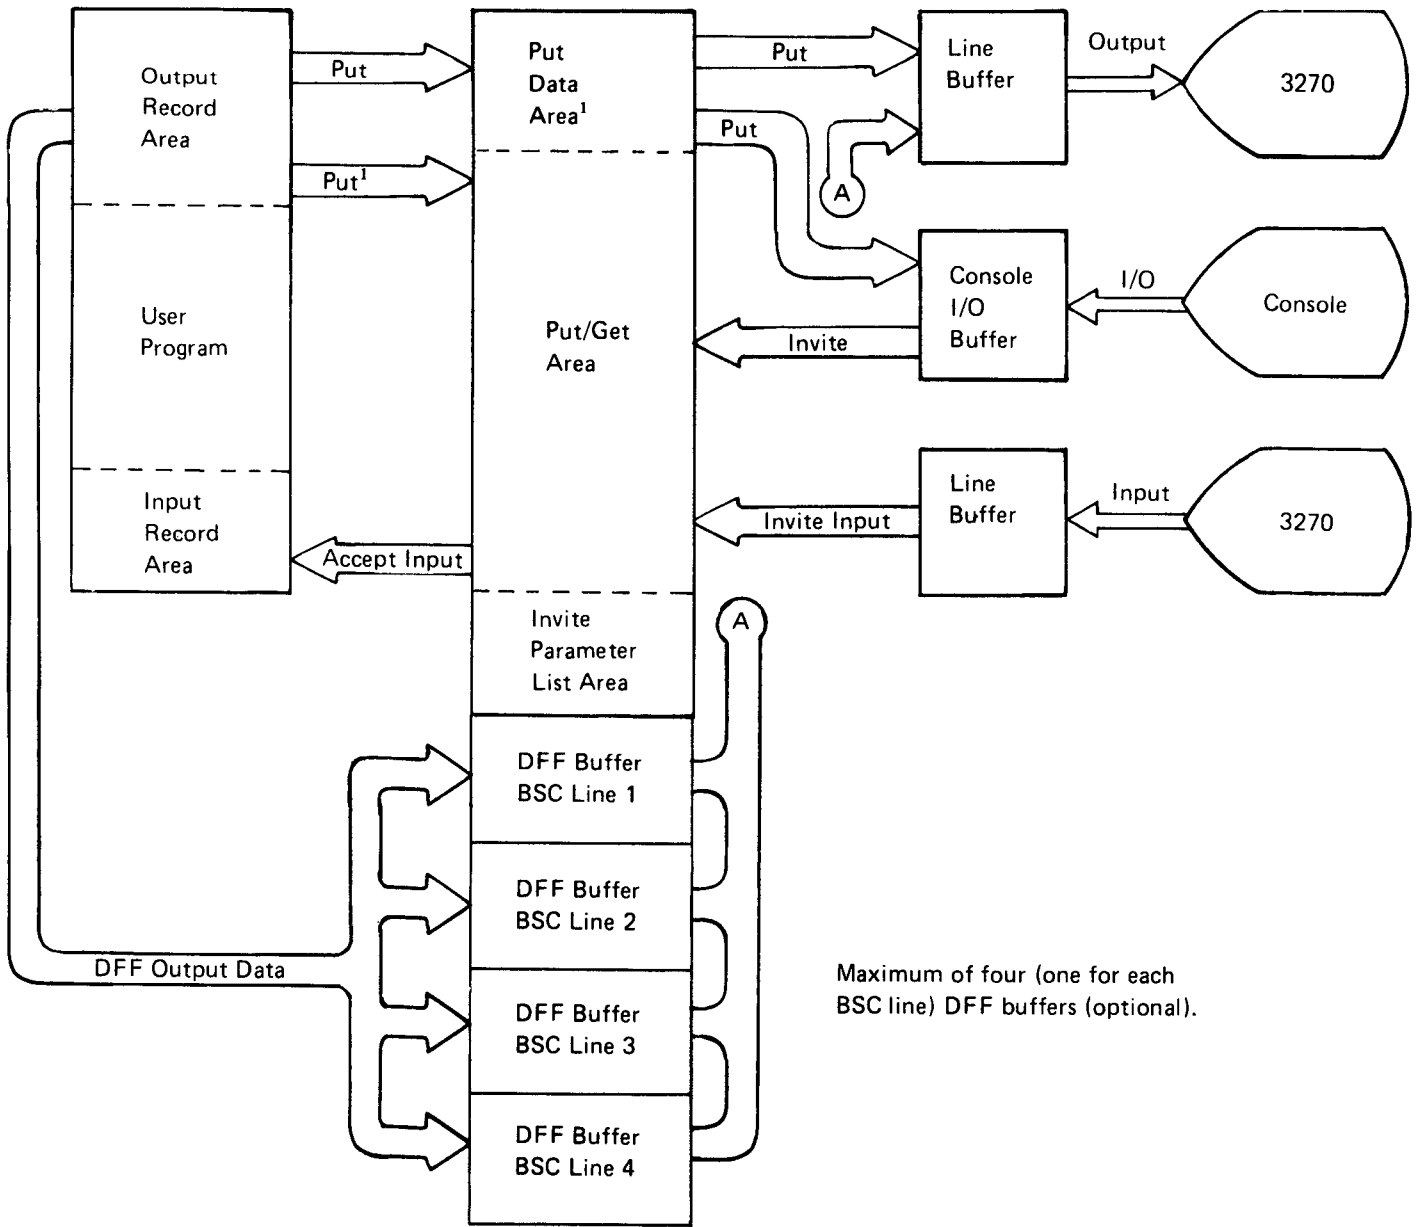 Output
Record
Area
Put
Put¹
User
Program
Input
Record
Area
Accept Input
Put
Data
Area¹
Put/Get
Area
Invite
Parameter
List Area
DFF Buffer
BSC Line 1
DFF Buffer
BSC Line 2
DFF Buffer
BSC Line 3
DFF Buffer
BSC Line 4
DFF Output Data
Put
Put
A
Line
Buffer
Output
3270
Console
I/O
Buffer
I/O
Console
Invite
Line
Buffer
Input
3270
Invite Input
A
Maximum of four (one for each
BSC line) DFF buffers (optional).